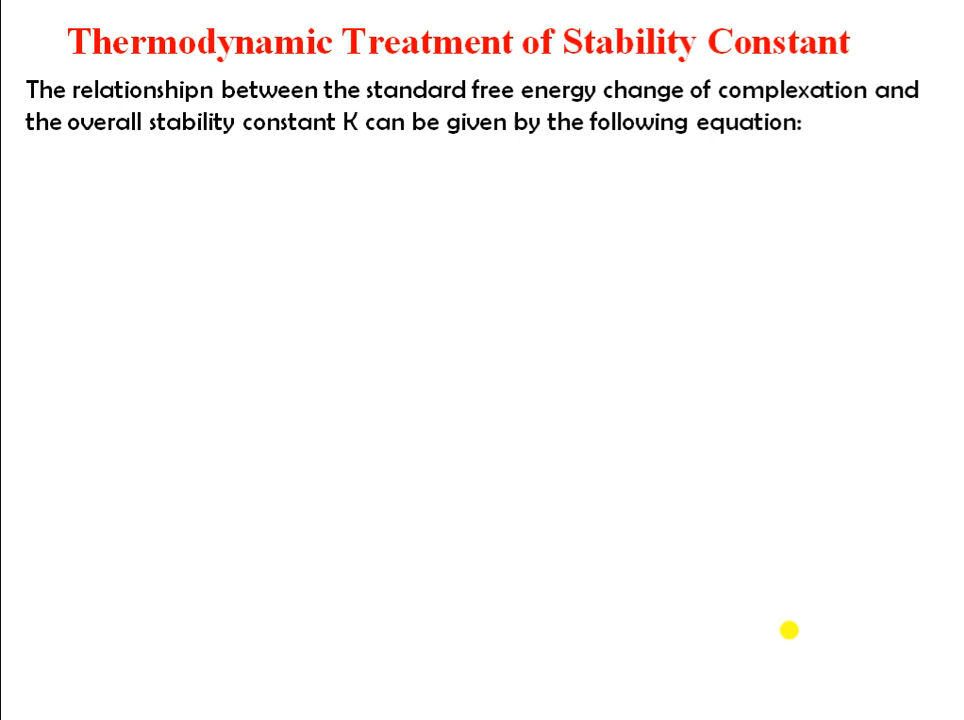 Thermodynamic Treatment of Stability Constant
The relationshipn between the standard free energy change of complexation and
the overall stability constant K can be given by the following equation: